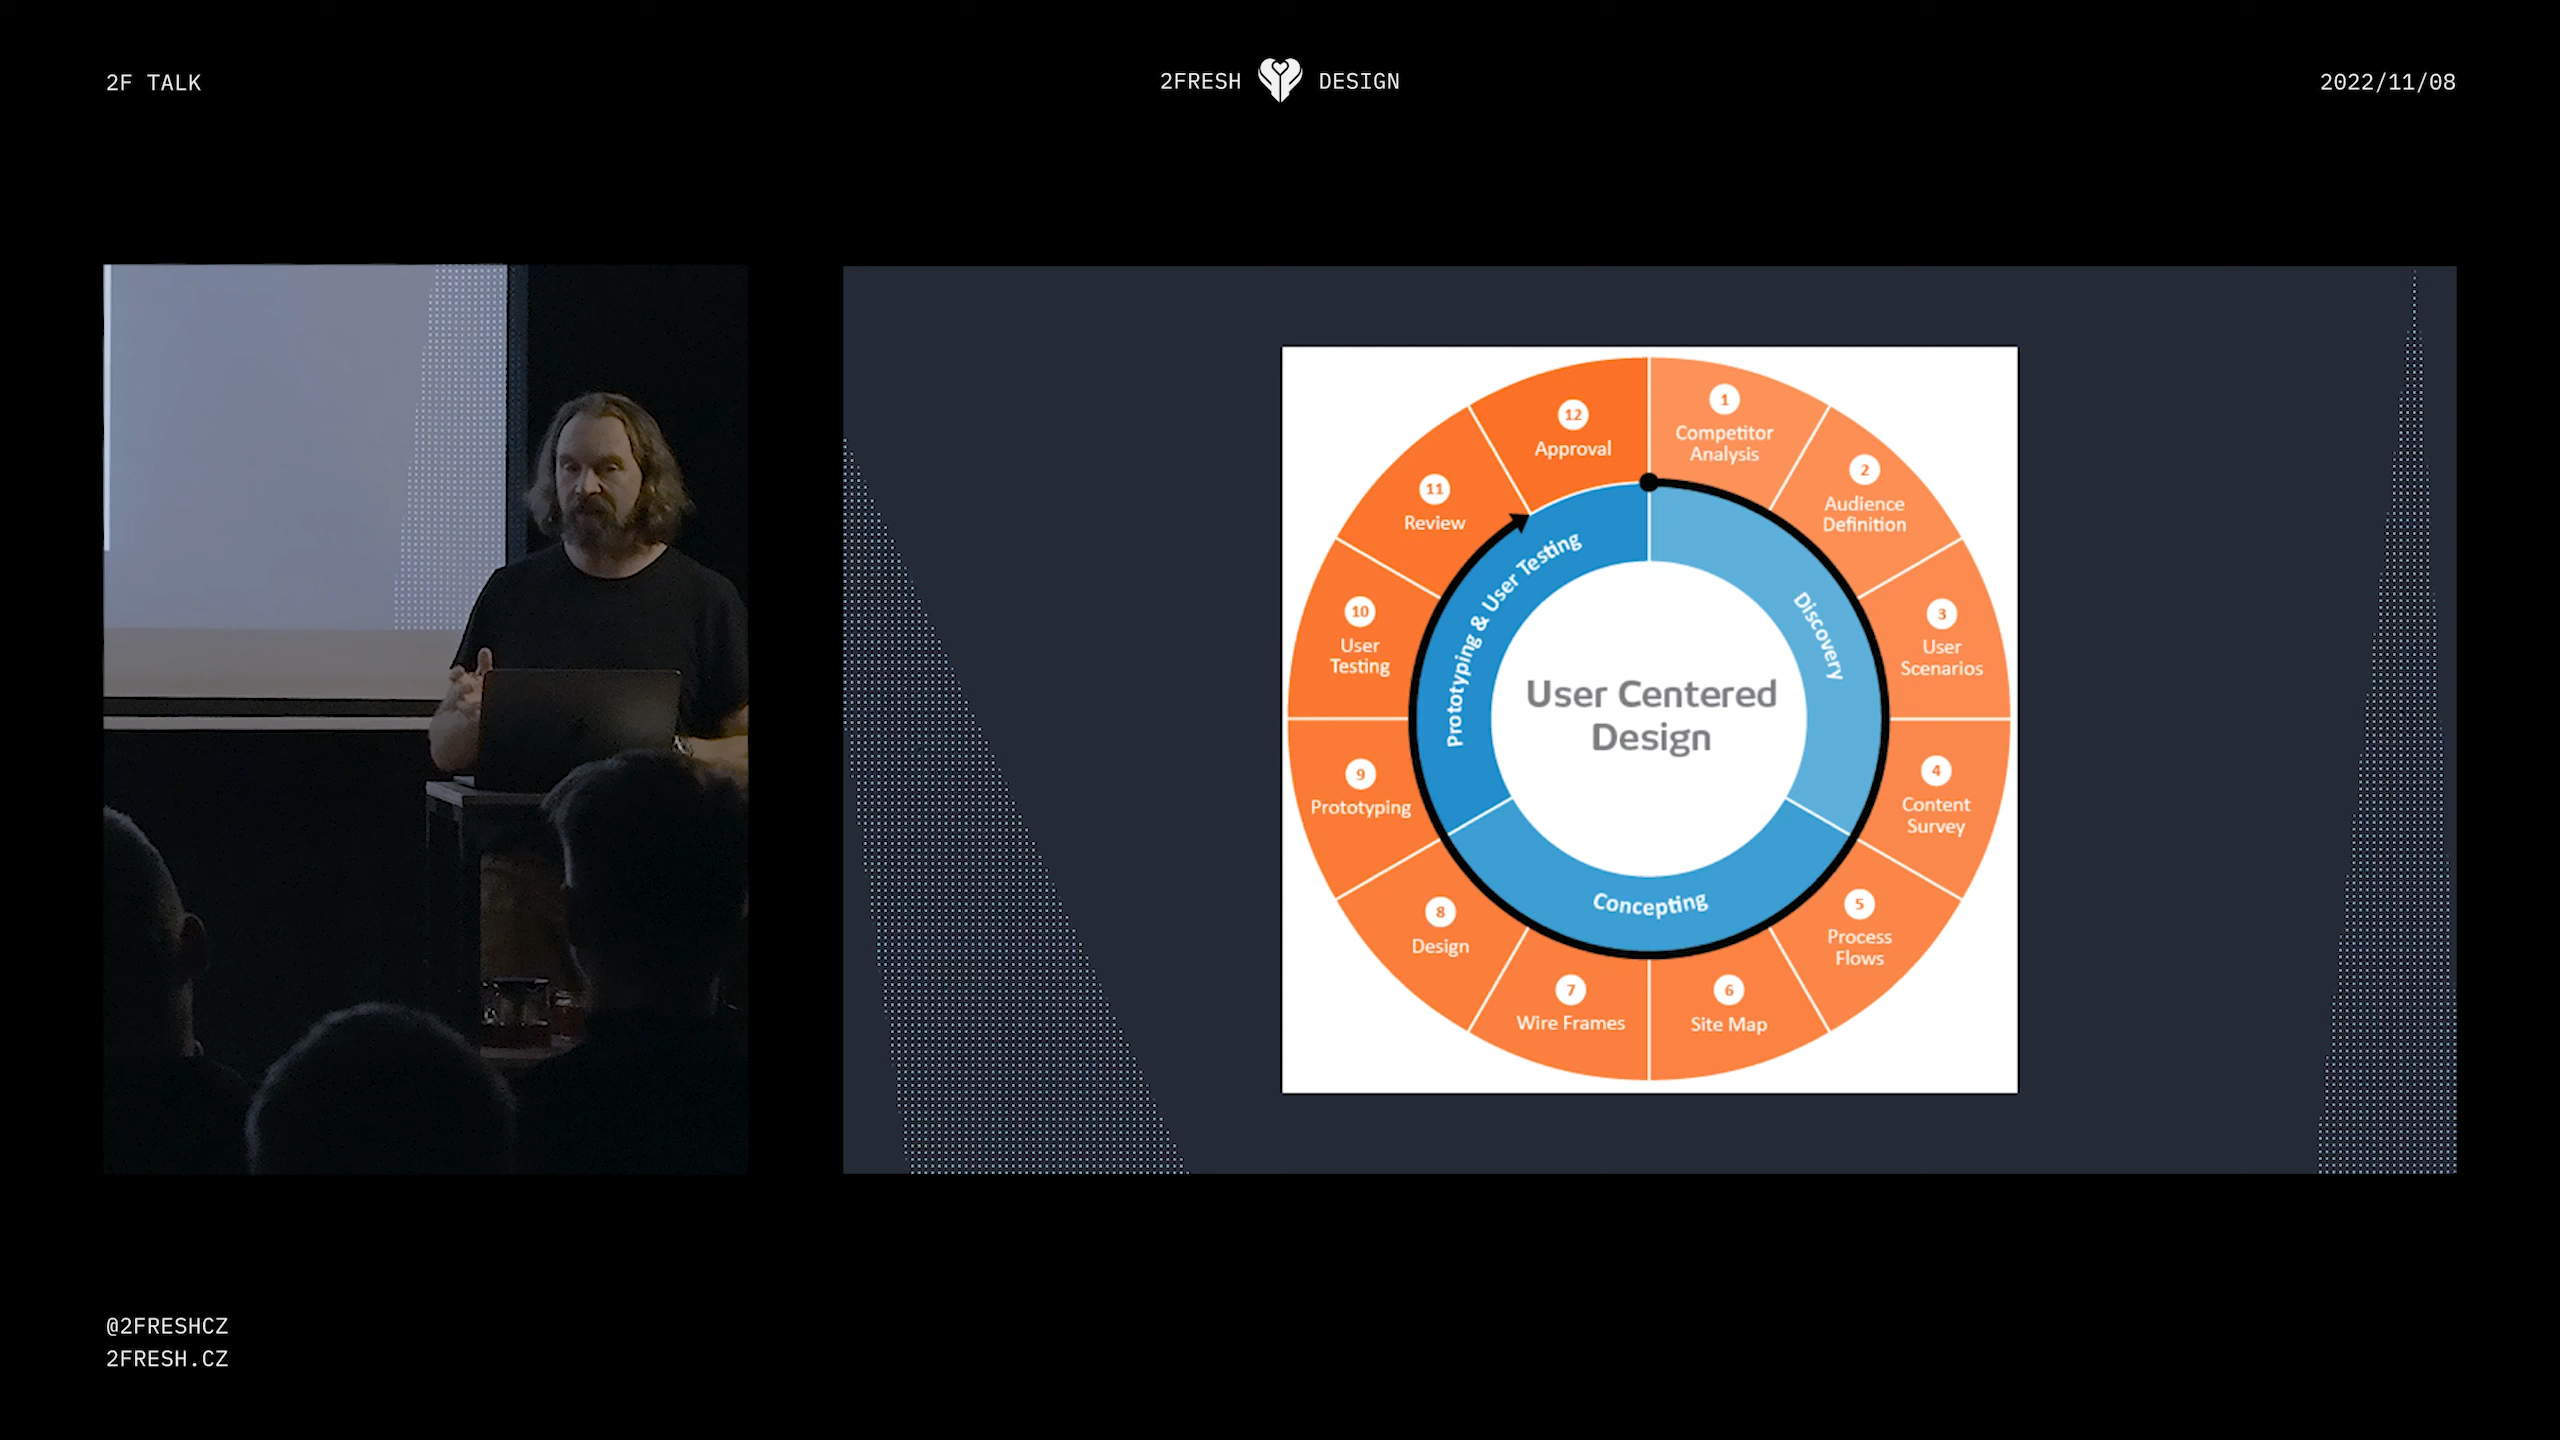 2F TALK
2FRESH DESIGN
2022/11/08
1
Competitor
Analysis
2
Audience
Definition
3
User
Scenarios
4
Content
Survey
5
Process
Flows
6
Site Map
7
Wire Frames
8
Design
9
Prototyping
10
User
Testing
11
Review
12
Approval
Discovery
Concepting
Prototyping & User Testing
User Centered
Design
@2FRESHCZ
2FRESH.CZ